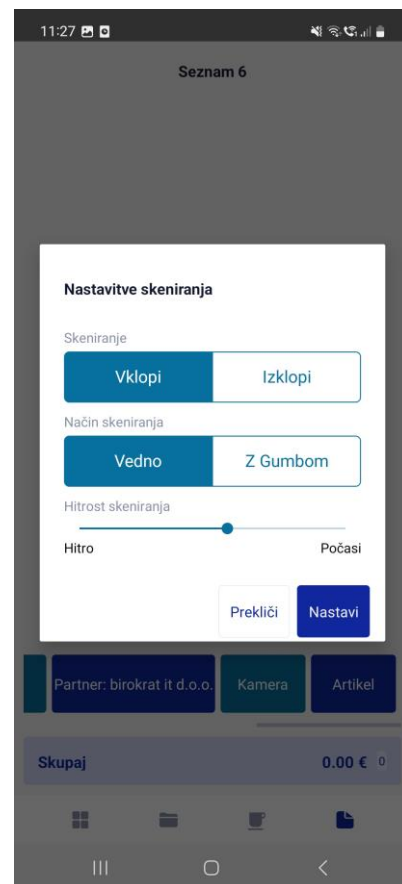 11:27
Seznam 6
Nastavitve skeniranja
Skeniranje
Vklopi Izklopi
Način skeniranja
Vedno Z Gumbom
Hitrost skeniranja
Hitro Počasi
Prekliči Nastavi
Partner: birokrat it d.o.o. Kamera Artikel
Skupaj 0.00 € 0